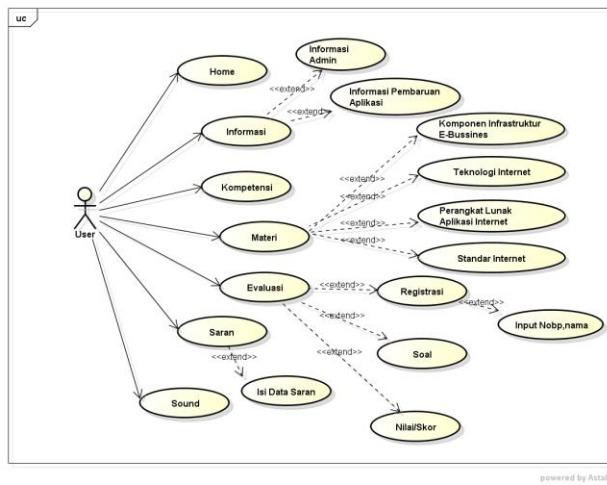 uc
Home
Informasi
Admin
<<extend>>
Informasi Pembaruan
Aplikasi
Informasi
<<extend>>
Komponen Infrastruktur
E-Bussines
<<extend>>
Teknologi Internet
Kompetensi
<<extend>>
Perangkat Lunak
Aplikasi Internet
<<extend>>
User
Materi
<<extend>>
Standar Internet
Evaluasi
<<extend>>
Registrasi
<<extend>>
Input Nobp,nama
<<extend>>
Soal
Saran
<<extend>>
<<extend>>
Isi Data Saran
Sound
Nilai/Skor
powered by Astah